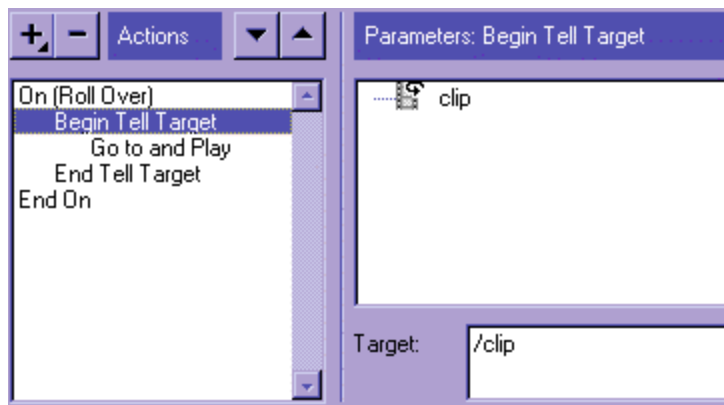 Actions
Parameters: Begin Tell Target
On (Roll Over)
Begin Tell Target
Go to and Play
End Tell Target
End On
clip
Target: /clip